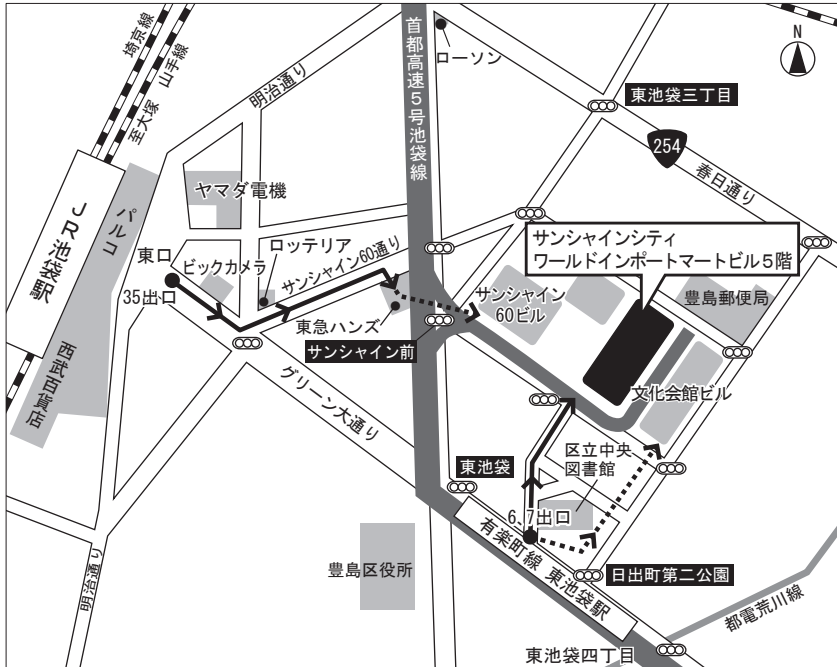 埼京線
山手線
至大塚
明治通り
首都高速5号池袋線
ローソン
N
東池袋三丁目
254
春日通り
ヤマダ電機
JR池袋駅
パルコ
東口
ビックカメラ
ロッテリア
サンシャイン60通り
35出口
東急ハンズ
サンシャイン前
サンシャイン
60ビル
サンシャインシティ
ワールドインポートマートビル5階
豊島郵便局
西武百貨店
グリーン大通り
文化会館ビル
東池袋
区立中央
図書館
6、7出口
有楽町線 東池袋駅
豊島区役所
日出町第二公園
明治通り
都電荒川線
東池袋四丁目